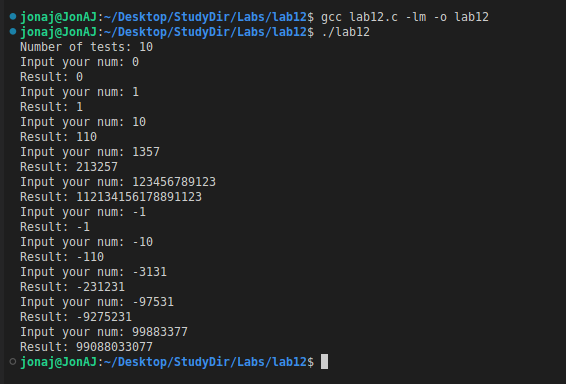 jonaj@JonAJ:~/Desktop/StudyDir/Labs/lab12$ gcc lab12.c -lm -o lab12
jonaj@JonAJ:~/Desktop/StudyDir/Labs/lab12$ ./lab12
Number of tests: 10
Input your num: 0
Result: 0
Input your num: 1
Result: 1
Input your num: 10
Result: 110
Input your num: 1357
Result: 213257
Input your num: 123456789123
Result: 112134156178891123
Input your num: -1
Result: -1
Input your num: -10
Result: -110
Input your num: -3131
Result: -231231
Input your num: -97531
Result: -9275231
Input your num: 99883377
Result: 99088033077
jonaj@JonAJ:~/Desktop/StudyDir/Labs/lab12$